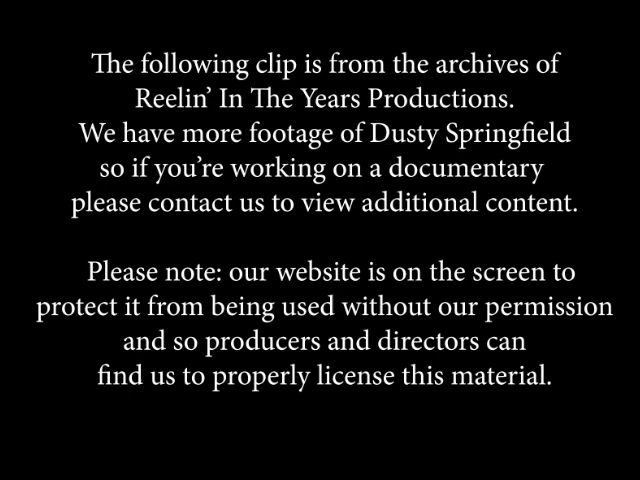 The following clip is from the archives of
Reelin’ In The Years Productions.
We have more footage of Dusty Springfield
so if you’re working on a documentary
please contact us to view additional content.
Please note: our website is on the screen to
protect it from being used without our permission
and so producers and directors can
find us to properly license this material.